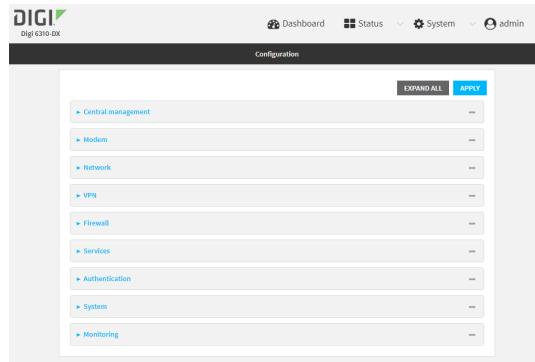 DIGI
Digi 6310-DX
Dashboard Status System admin
Configuration
EXPAND ALL APPLY
Central management
Modem
Network
VPN
Firewall
Services
Authentication
System
Monitoring